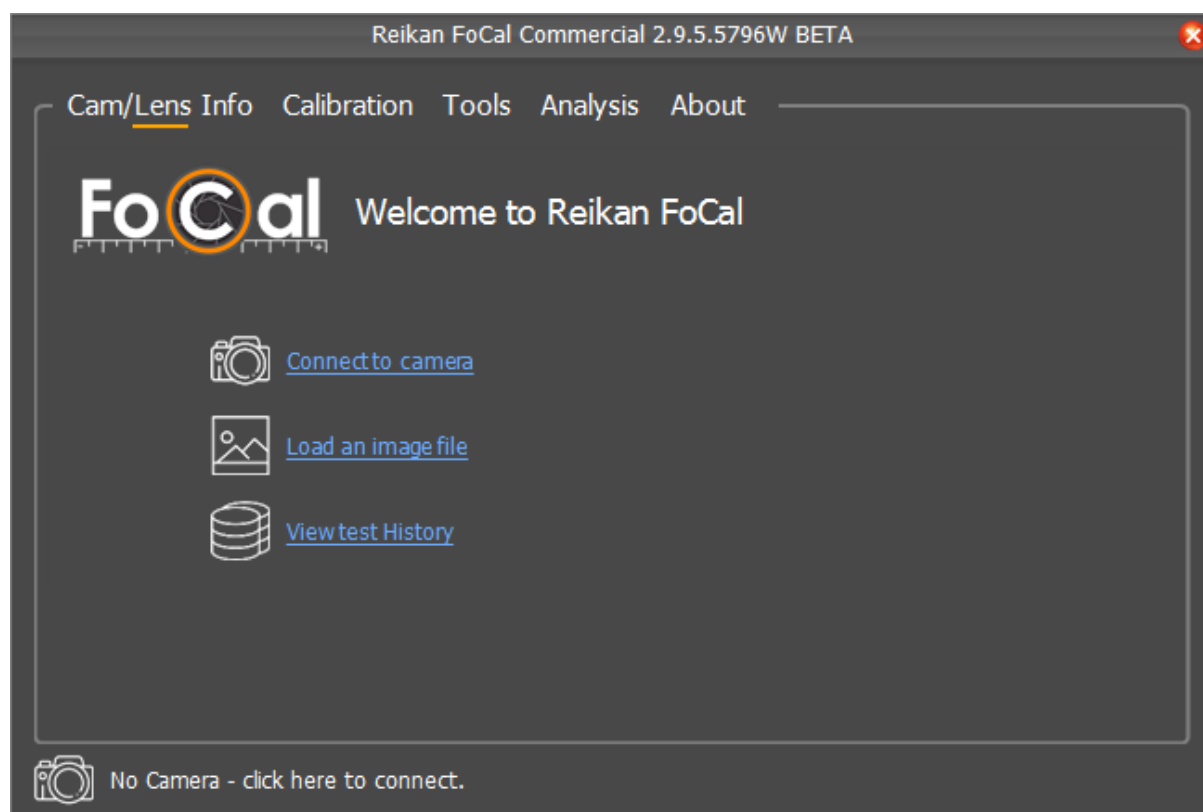 Reikan FoCal Commercial 2.9.5.5796W BETA
Cam/Lens Info Calibration Tools Analysis About
FoCal Welcome to Reikan FoCal
Connect to camera
Load an image file
View test History
No Camera - click here to connect.